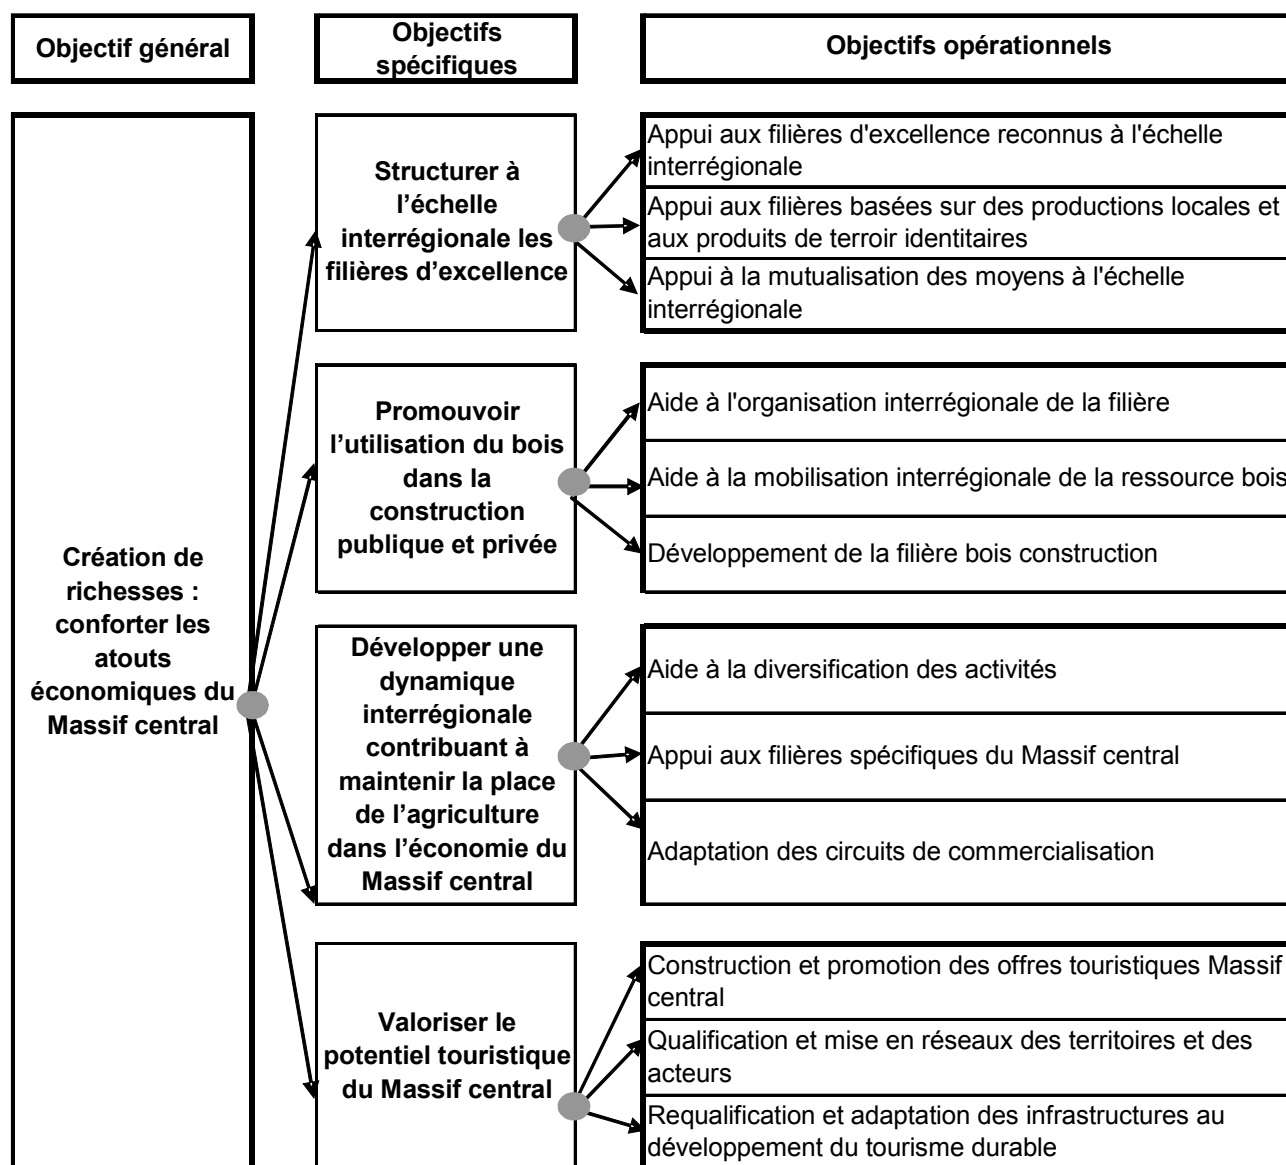 Objectif général
Objectifs
spécifiques
Objectifs opérationnels
Création de
richesses :
conforter les
atouts
économiques du
Massif central
Structurer à
l’échelle
interrégionale les
filières d’excellence
Appui aux filières d'excellence reconnus à l'échelle
interrégionale
Appui aux filières basées sur des productions locales et
aux produits de terroir identitaires
Appui à la mutualisation des moyens à l'échelle
interrégionale
Promouvoir
l’utilisation du bois
dans la
construction
publique et privée
Aide à l'organisation interrégionale de la filière
Aide à la mobilisation interrégionale de la ressource bois
Développement de la filière bois construction
Développer une
dynamique
interrégionale
contribuant à
maintenir la place
de l’agriculture
dans l’économie du
Massif central
Aide à la diversification des activités
Appui aux filières spécifiques du Massif central
Adaptation des circuits de commercialisation
Valoriser le
potentiel touristique
du Massif central
Construction et promotion des offres touristiques Massif
central
Qualification et mise en réseaux des territoires et des
acteurs
Requalification et adaptation des infrastructures au
développement du tourisme durable